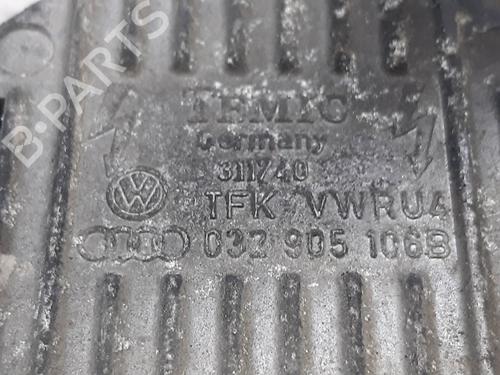 B-PARTS
TEMIC
Germany
311740
TFK VWRU4
032 905 106B